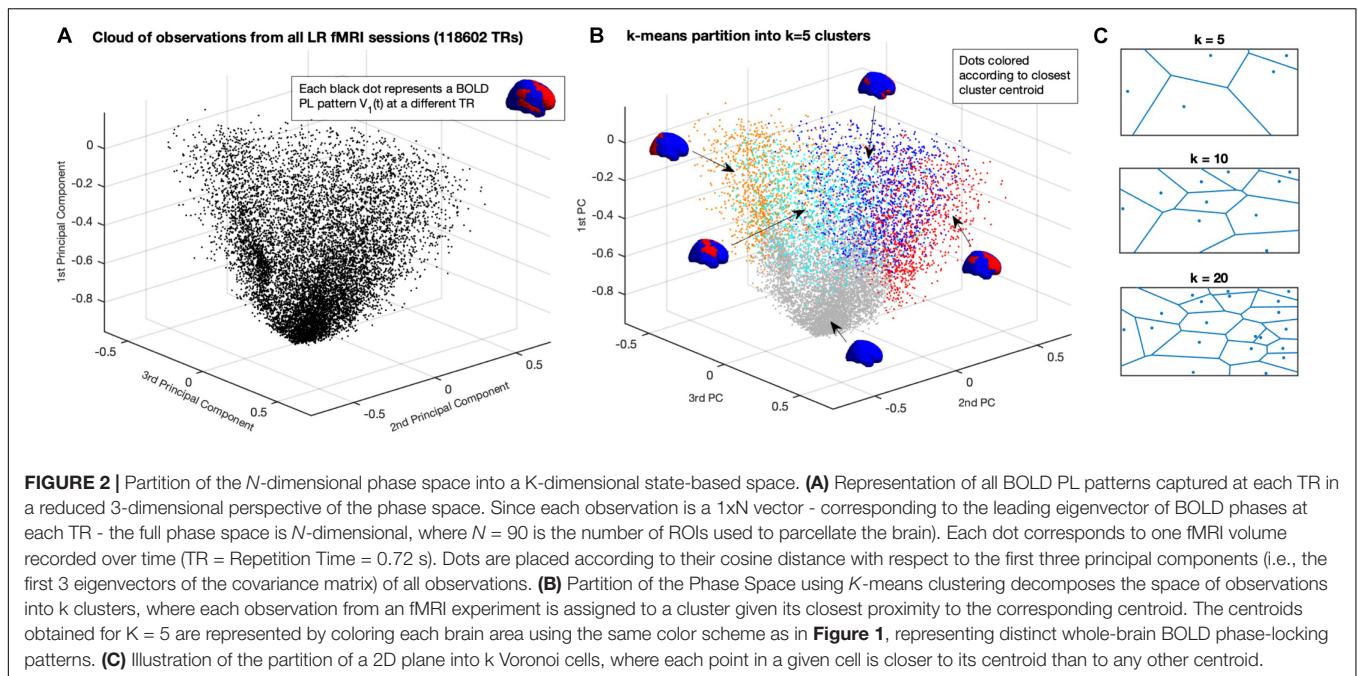 A Cloud of observations from all LR fMRI sessions (118602 TRs)
Each black dot represents a BOLD
PL pattern V_1(t) at a different TR
1st Principal Component
0
-0.2
-0.4
-0.6
-0.8
-0.5
0
0.5
3rd Principal Component
-0.5
0
0.5
2nd Principal Component
B k-means partition into k=5 clusters
Dots colored
according to closest
cluster centroid
1st PC
0
-0.2
-0.4
-0.6
-0.8
-0.5
0
0.5
3rd PC
-0.5
0
0.5
2nd PC
C
k = 5
k = 10
k = 20
FIGURE 2 | Partition of the N-dimensional phase space into a K-dimensional state-based space. (A) Representation of all BOLD PL patterns captured at each TR in
a reduced 3-dimensional perspective of the phase space. Since each observation is a 1xN vector - corresponding to the leading eigenvector of BOLD phases at
each TR - the full phase space is N-dimensional, where N = 90 is the number of ROIs used to parcellate the brain). Each dot corresponds to one fMRI volume
recorded over time (TR = Repetition Time = 0.72 s). Dots are placed according to their cosine distance with respect to the first three principal components (i.e., the
first 3 eigenvectors of the covariance matrix) of all observations. (B) Partition of the Phase Space using K-means clustering decomposes the space of observations
into k clusters, where each observation from an fMRI experiment is assigned to a cluster given its closest proximity to the corresponding centroid. The centroids
obtained for K = 5 are represented by coloring each brain area using the same color scheme as in Figure 1, representing distinct whole-brain BOLD phase-locking
patterns. (C) Illustration of the partition of a 2D plane into k Voronoi cells, where each point in a given cell is closer to its centroid than to any other centroid.